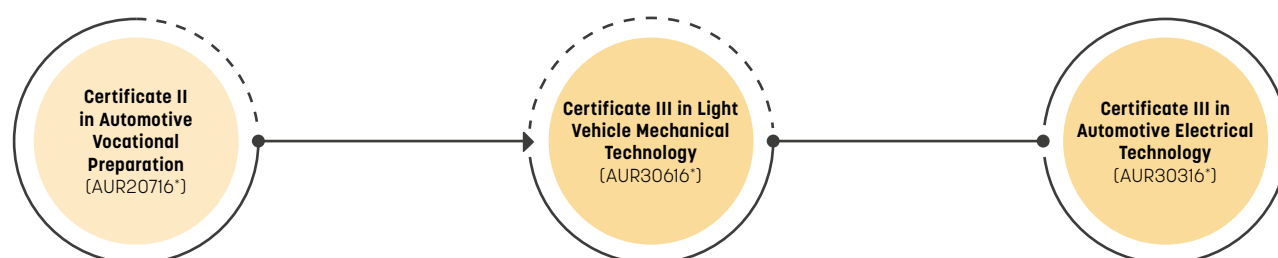 Certificate II
in Automotive
Vocational
Preparation
(AUR20716*)
Certificate III in Light
Vehicle Mechanical
Technology
(AUR30616*)
Certificate III in
Automotive Electrical
Technology
(AUR30316*)